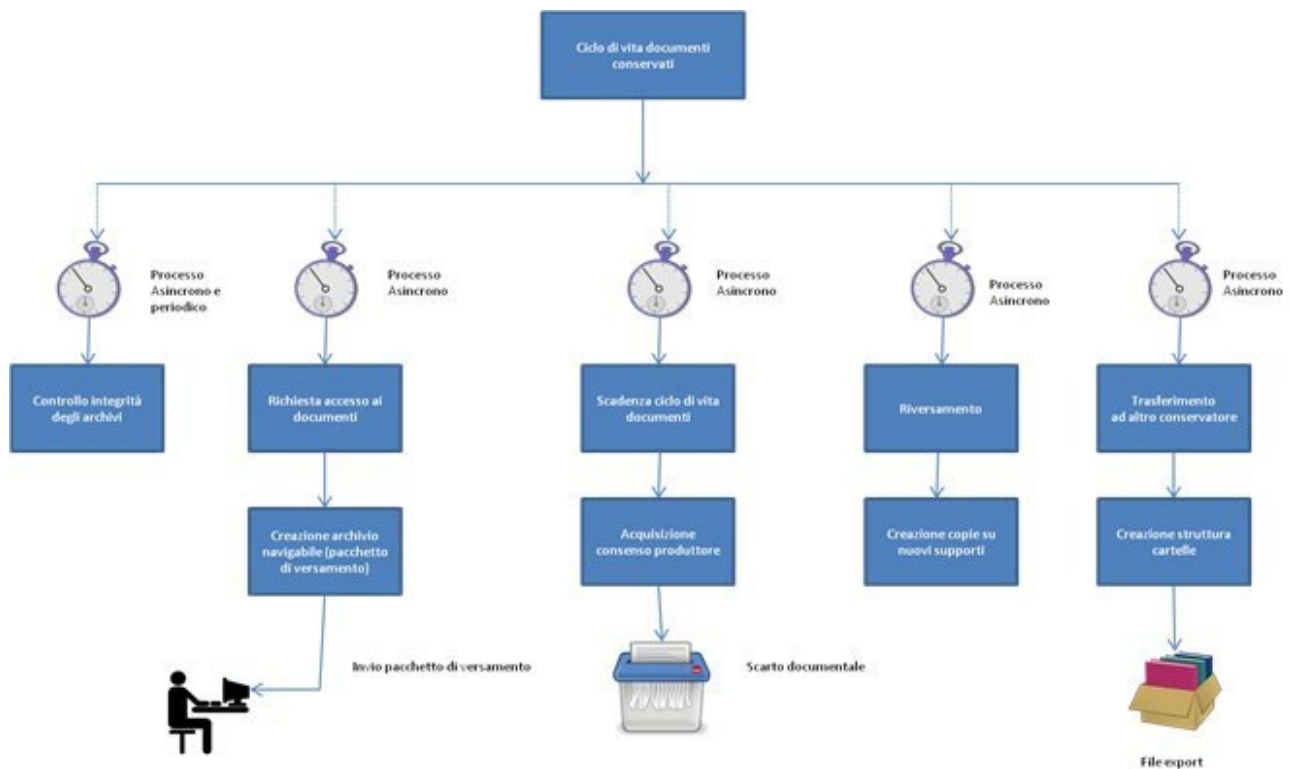 Ciclo di vita documenti
conservati
Processo
Asincrono e
periodico
Processo
Asincrono
Processo
Asincrono
Processo
Asincrono
Processo
Asincrono
Controllo integrità
degli archivi
Richiesta accesso ai
documenti
Scadenza ciclo di vita
documenti
Riversamento
Trasferimento
ad altro conservatore
Creazione archivio
navigabile (pacchetto
di versamento)
Acquisizione
consenso produttore
Creazione copie su
nuovi supporti
Creazione struttura
cartelle
Invio pacchetto di versamento
Scarto documentale
File export